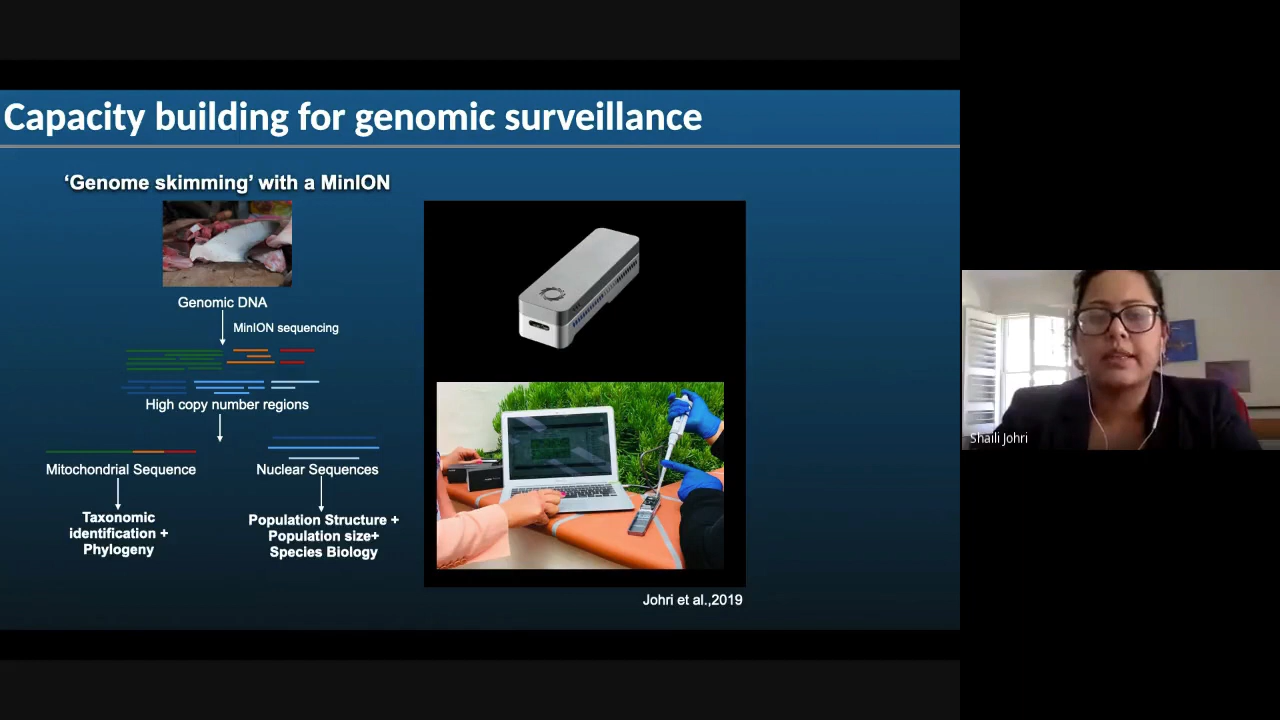 Capacity building for genomic surveillance
‘Genome skimming’ with a MinION
Genomic DNA
MinION sequencing
High copy number regions
Mitochondrial Sequence
Nuclear Sequences
Taxonomic
identification +
Phylogeny
Population Structure +
Population size+
Species Biology
Johri et al.,2019
Shaili Johri